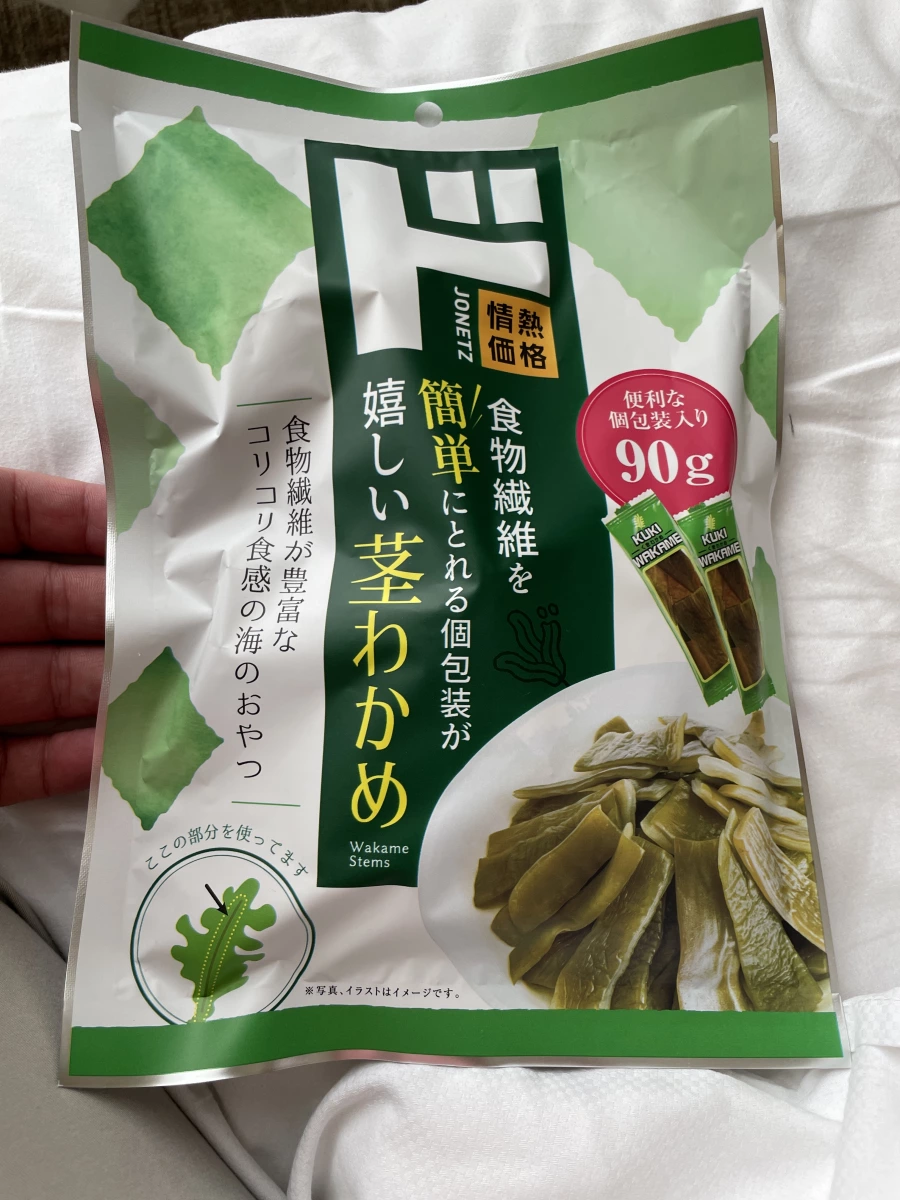 JONETZ
情熱
価格
食物繊維を
簡単にとれる個包装が
嬉しい茎わかめ
Wakame
Stems
食物繊維が豊富な
コリコリ食感の海のおやつ
便利な
個包装入り
90g
KUKI
WAKAME
KUKI
WAKAME
ここの部分を使ってます
※写真、イラストはイメージです。